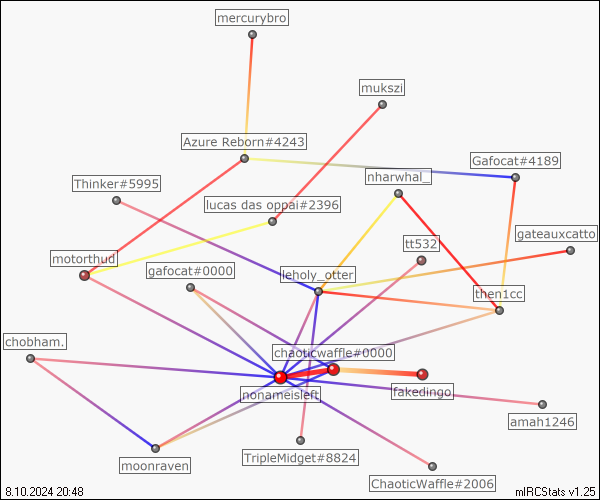 mercurybro
mukszi
Azure Reborn#4243
Gafocat#4189
nharwhal_
Thinker#5995
lucas das oppai#2396
gateauxcatto
tt532
motorthud
gafocat#0000
leholy_otter
then1cc
chobham.
chaoticwaffle#0000
nonameisleft
fakedingo
amah1246
TripleMidget#8824
moonraven
ChaoticWaffle#2006
8.10.2024 20:48
mIRCStats v1.25